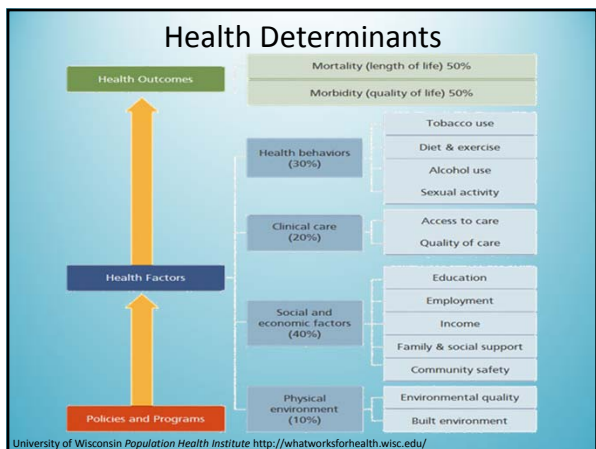 Health Determinants
Health Outcomes
Mortality (length of life) 50%
Morbidity (quality of life) 50%
Health Factors
Health behaviors
(30%)
Tobacco use
Diet & exercise
Alcohol use
Sexual activity
Clinical care
(20%)
Access to care
Quality of care
Social and
economic factors
(40%)
Education
Employment
Income
Family & social support
Community safety
Physical
environment
(10%)
Environmental quality
Built environment
Policies and Programs
University of Wisconsin Population Health Institute http://whatworksforhealth.wisc.edu/